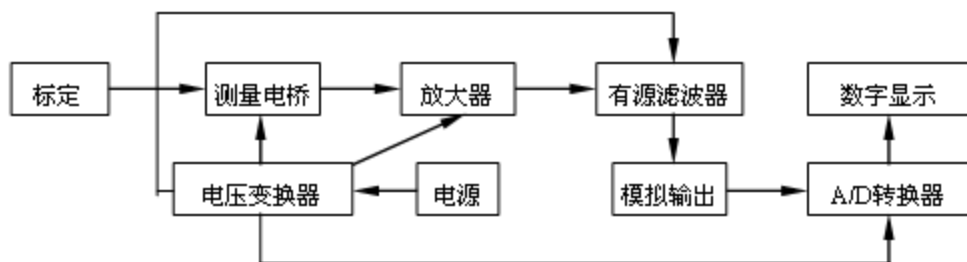 标定
测量电桥
放大器
有源滤波器
数字显示
电压变换器
电源
模拟输出
A/D转换器